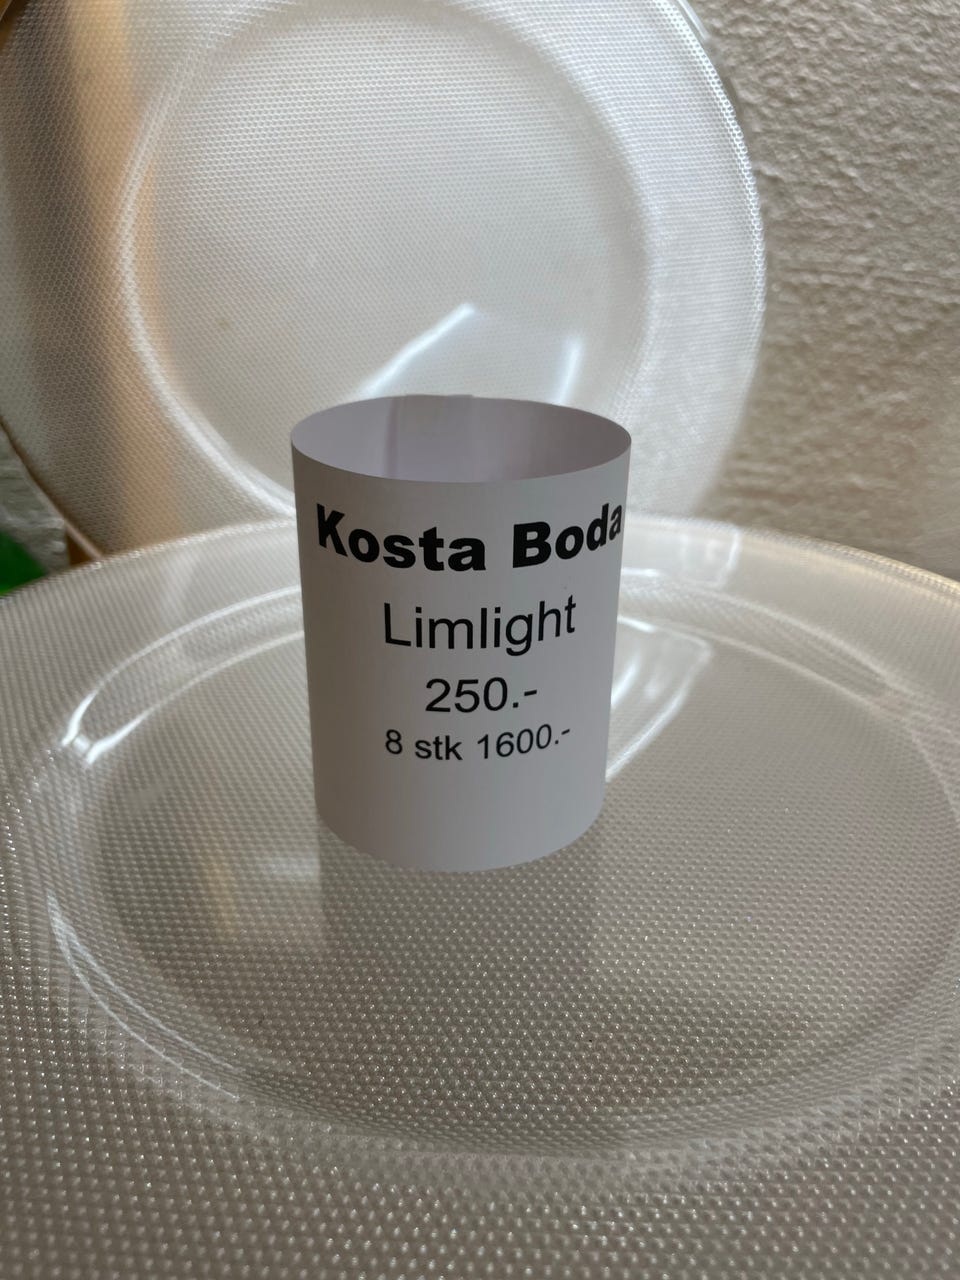 Kosta Boda
Limlight
250.-
8 stk 1600.-